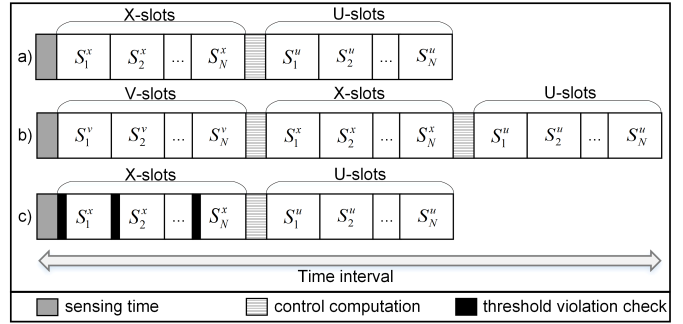 X-slots U-slots
a) S_1^x S_2^x ... S_N^x S_1^u S_2^u ... S_N^u
V-slots X-slots U-slots
b) S_1^v S_2^v ... S_N^v S_1^x S_2^x ... S_N^x S_1^u S_2^u ... S_N^u
X-slots U-slots
c) S_1^x S_2^x ... S_N^x S_1^u S_2^u ... S_N^u
Time interval
sensing time control computation threshold violation check